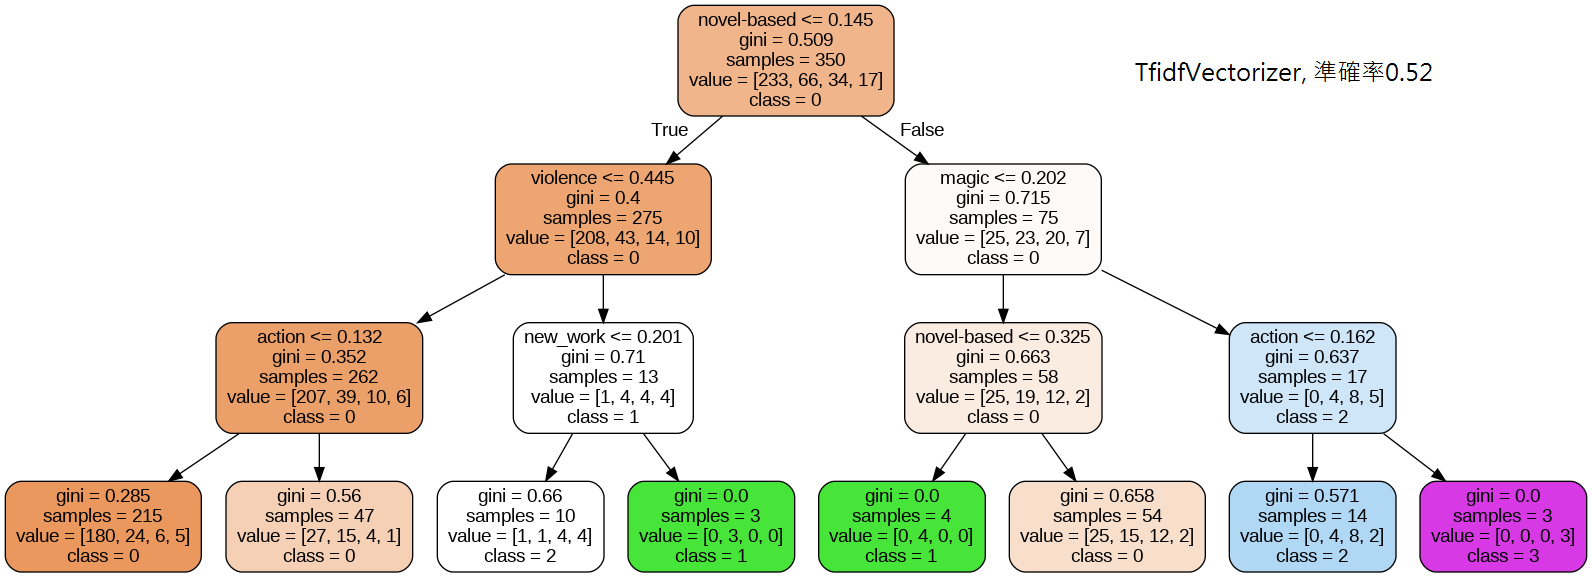 novel-based <= 0.145
gini = 0.509
samples = 350
value = [233, 66, 34, 17]
class = 0
TfidfVectorizer, 準確率0.52
True
False
violence <= 0.445
gini = 0.4
samples = 275
value = [208, 43, 14, 10]
class = 0
magic <= 0.202
gini = 0.715
samples = 75
value = [25, 23, 20, 7]
class = 0
action <= 0.132
gini = 0.352
samples = 262
value = [207, 39, 10, 6]
class = 0
new_work <= 0.201
gini = 0.71
samples = 13
value = [1, 4, 4, 4]
class = 1
novel-based <= 0.325
gini = 0.663
samples = 58
value = [25, 19, 12, 2]
class = 0
action <= 0.162
gini = 0.637
samples = 17
value = [0, 4, 8, 5]
class = 2
gini = 0.285
samples = 215
value = [180, 24, 6, 5]
class = 0
gini = 0.56
samples = 47
value = [27, 15, 4, 1]
class = 0
gini = 0.66
samples = 10
value = [1, 1, 4, 4]
class = 2
gini = 0.0
samples = 3
value = [0, 3, 0, 0]
class = 1
gini = 0.0
samples = 4
value = [0, 4, 0, 0]
class = 1
gini = 0.658
samples = 54
value = [25, 15, 12, 2]
class = 0
gini = 0.571
samples = 14
value = [0, 4, 8, 2]
class = 2
gini = 0.0
samples = 3
value = [0, 0, 0, 3]
class = 3